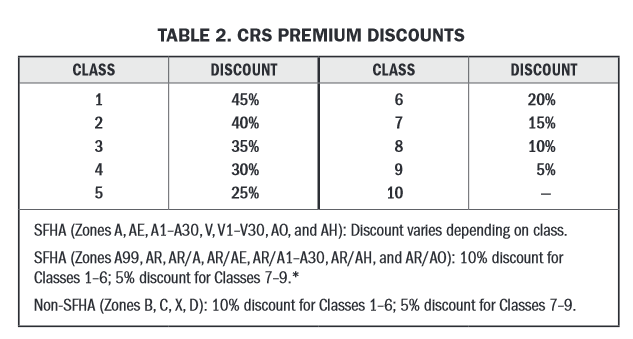 TABLE 2. CRS PREMIUM DISCOUNTS
CLASS DISCOUNT CLASS DISCOUNT
1 45% 6 20%
2 40% 7 15%
3 35% 8 10%
4 30% 9 5%
5 25% 10 —
SFHA (Zones A, AE, A1–A30, V, V1–V30, AO, and AH): Discount varies depending on class.
SFHA (Zones A99, AR, AR/A, AR/AE, AR/A1–A30, AR/AH, and AR/AO): 10% discount for
Classes 1–6; 5% discount for Classes 7–9.*
Non-SFHA (Zones B, C, X, D): 10% discount for Classes 1–6; 5% discount for Classes 7–9.